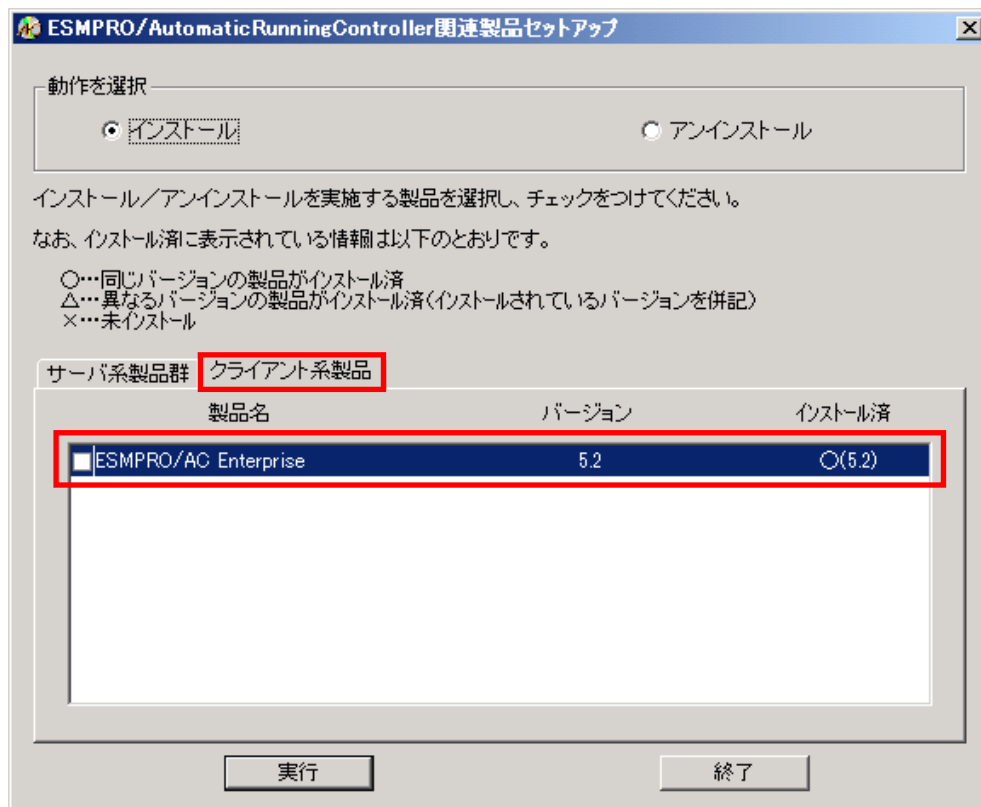 ESMPRO/AutomaticRunningController関連製品セットアップ
動作を選択
インストール
アンインストール
インストール／アンインストールを実施する製品を選択し、チェックをつけてください。
なお、インストール済に表示されている情報は以下のとおりです。
○…同じバージョンの製品がインストール済
△…異なるバージョンの製品がインストール済(インストールされているバージョンを併記)
×…未インストール
サーバ系製品群 クライアント系製品
製品名 バージョン インストール済
ESMPRO/AC Enterprise 5.2 ○(5.2)
実行 終了